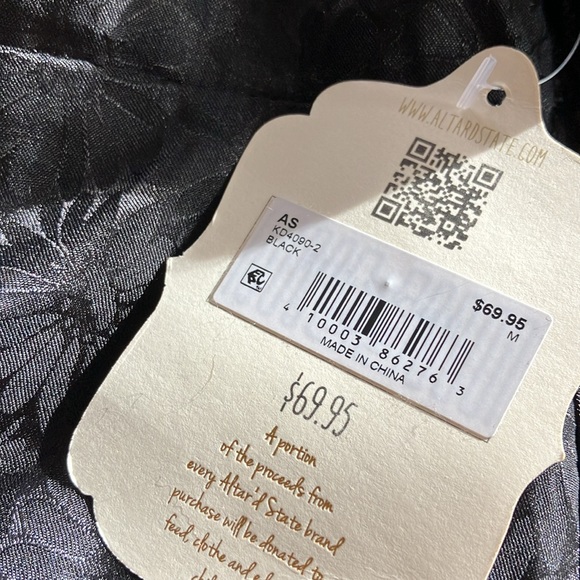 WWW.ALTARDSTATE.COM
AS
KD4090-2
BLACK
$69.95
M
4 10003 86276 3
MADE IN CHINA
$69.95
A portion
of the proceeds from
every Altar'd State brand
purchase will be donated to
feed, clothe and